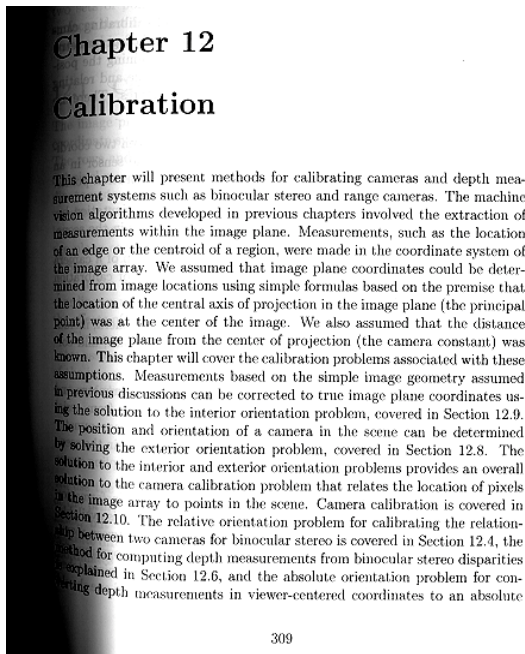 Chapter 12
Calibration
This chapter will present methods for calibrating cameras and depth mea-
surement systems such as binocular stereo and range cameras. The machine
vision algorithms developed in previous chapters involved the extraction of
measurements within the image plane. Measurements, such as the location
of an edge or the centroid of a region, were made in the coordinate system of
the image array. We assumed that image plane coordinates could be deter-
mined from image locations using simple formulas based on the premise that
the location of the central axis of projection in the image plane (the principal
point) was at the center of the image. We also assumed that the distance
of the image plane from the center of projection (the camera constant) was
known. This chapter will cover the calibration problems associated with these
assumptions. Measurements based on the simple image geometry assumed
in previous discussions can be corrected to true image plane coordinates us-
ing the solution to the interior orientation problem, covered in Section 12.9.
The position and orientation of a camera in the scene can be determined
by solving the exterior orientation problem, covered in Section 12.8. The
solution to the interior and exterior orientation problems provides an overall
solution to the camera calibration problem that relates the location of pixels
in the image array to points in the scene. Camera calibration is covered in
Section 12.10. The relative orientation problem for calibrating the relation-
ship between two cameras for binocular stereo is covered in Section 12.4, the
method for computing depth measurements from binocular stereo disparities
is explained in Section 12.6, and the absolute orientation problem for con-
verting depth measurements in viewer-centered coordinates to an absolute
309